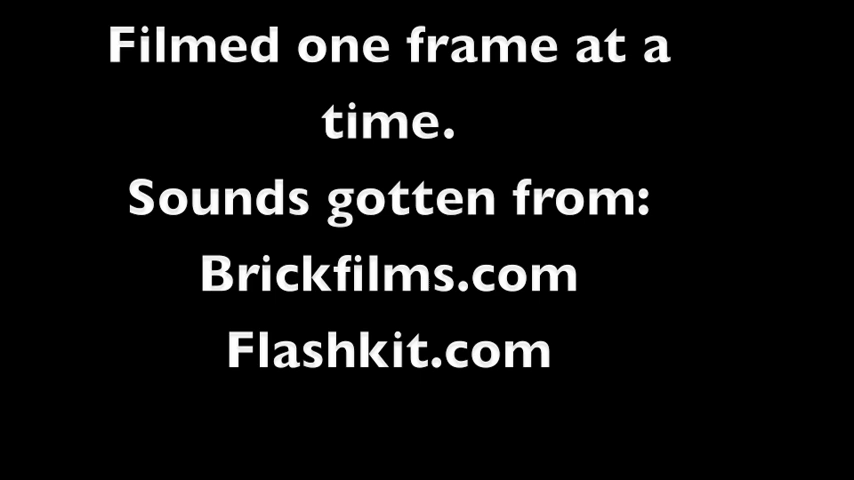 Filmed one frame at a
time.
Sounds gotten from:
Brickfilms.com
Flashkit.com